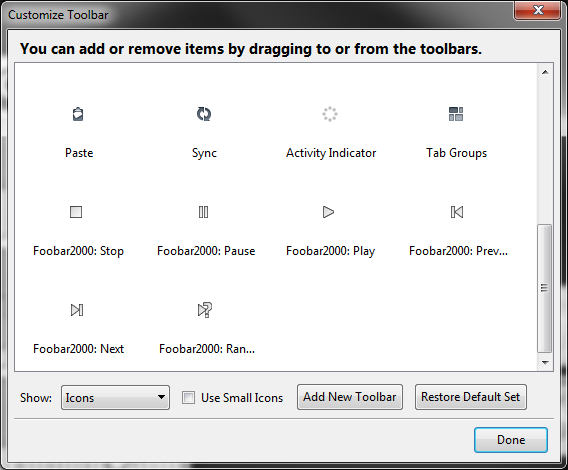 Customize Toolbar
You can add or remove items by dragging to or from the toolbars.
Paste
Sync
Activity Indicator
Tab Groups
Foobar2000: Stop
Foobar2000: Pause
Foobar2000: Play
Foobar2000: Prev...
Foobar2000: Next
Foobar2000: Ran...
Show:
Icons
Use Small Icons
Add New Toolbar
Restore Default Set
Done